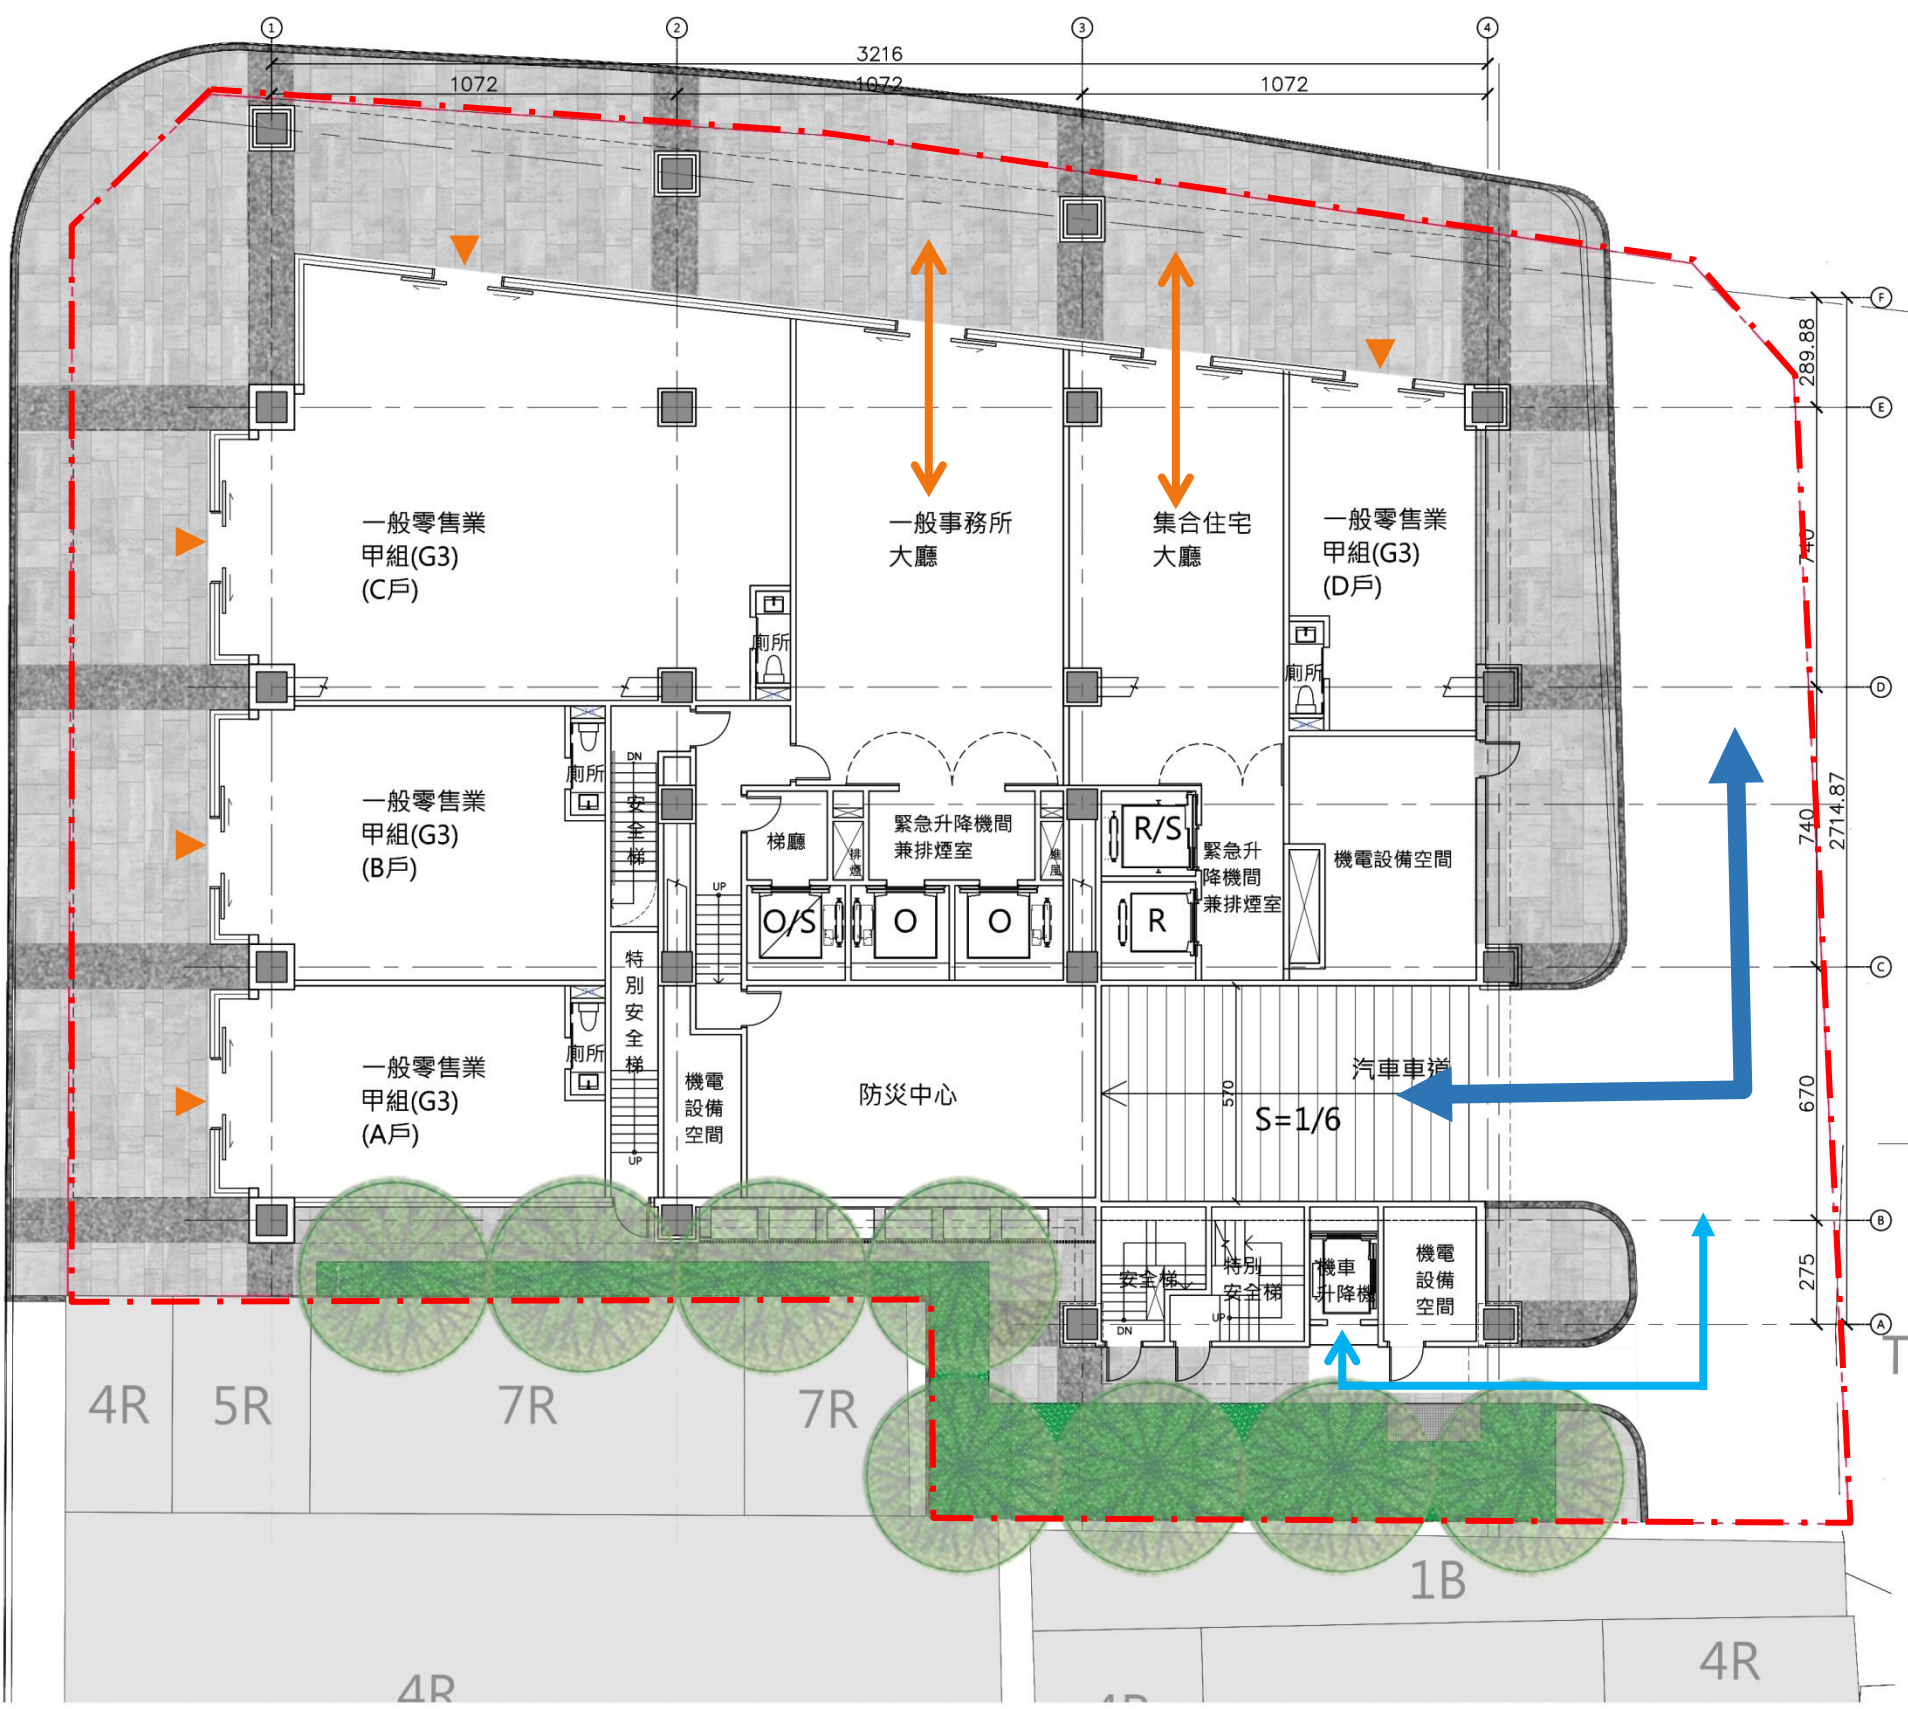 1
2
3
4
3216
1072
1072
1072
F
289.88
E
一般零售業
甲組(G3)
(C戶)
一般事務所
大廳
集合住宅
大廳
一般零售業
甲組(G3)
(D戶)
740
廁所
廁所
D
DN
廁所
安全梯
一般零售業
甲組(G3)
(B戶)
梯廳
排煙
緊急升降機間
兼排煙室
進風
R/S
緊急升
降機間
兼排煙室
機電設備空間
740
2714.87
UP
O/S
O
O
R
特別安全梯
C
一般零售業
甲組(G3)
(A戶)
廁所
UP
機電
設備
空間
防災中心
570
汽車車道
S=1/6
670
B
安全梯
DN
特別
安全梯
UP
機車
升降機
機電
設備
空間
275
A
T
4R
5R
7R
7R
1B
4R
4R
4R